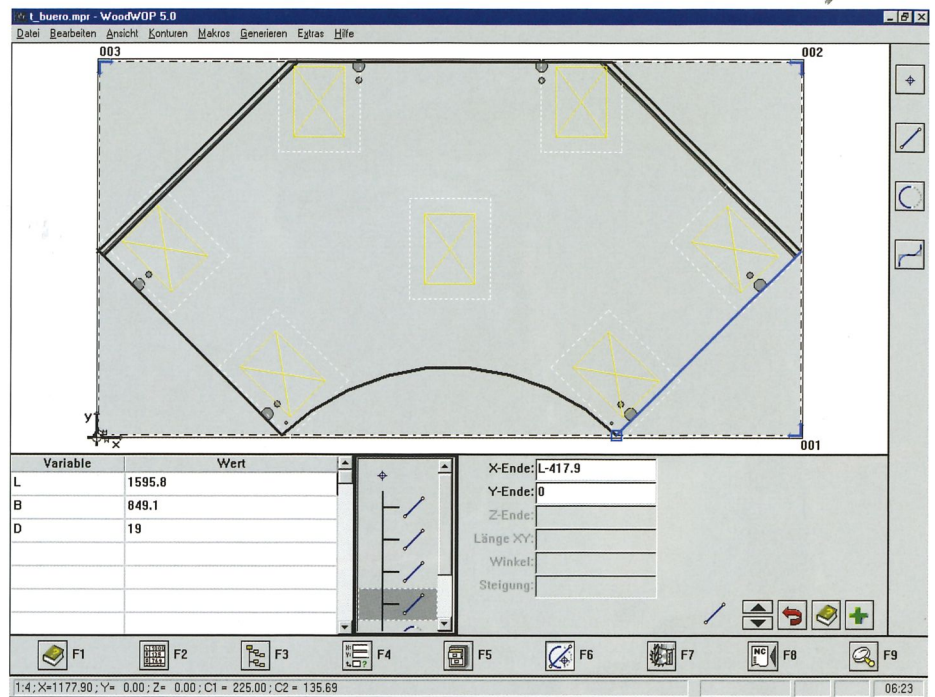 t_buero.mpr - WoodWOP 5.0
Datei Bearbeiten Ansicht Konturen Makros Generieren Extras Hilfe
003
002
y
x
001
Variable Wert
L 1595.8
B 849.1
D 19
X-Ende: L-417.9
Y-Ende: 0
Z-Ende:
Länge XY:
Winkel:
Steigung:
F1 F2 F3 F4 F5 F6 F7 NC F8 F9
1:4; X=1177.90; Y= 0.00; Z= 0.00; C1 = 225.00; C2 = 135.69
06:23